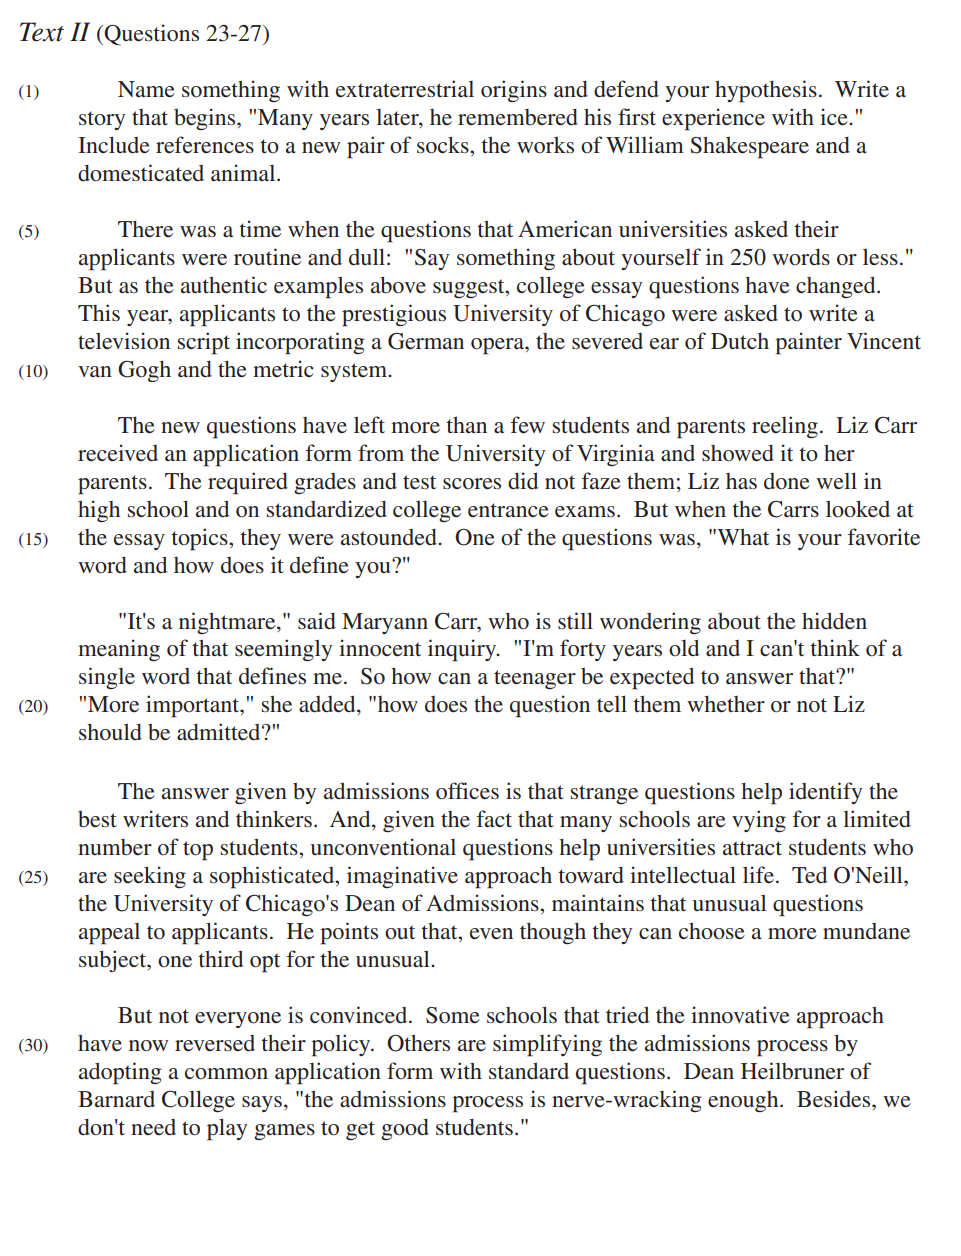 Text II (Questions 23-27)
(1) Name something with extraterrestrial origins and defend your hypothesis. Write a
story that begins, "Many years later, he remembered his first experience with ice."
Include references to a new pair of socks, the works of William Shakespeare and a
domesticated animal.
(5) There was a time when the questions that American universities asked their
applicants were routine and dull: "Say something about yourself in 250 words or less."
But as the authentic examples above suggest, college essay questions have changed.
This year, applicants to the prestigious University of Chicago were asked to write a
television script incorporating a German opera, the severed ear of Dutch painter Vincent
(10) van Gogh and the metric system.
The new questions have left more than a few students and parents reeling. Liz Carr
received an application form from the University of Virginia and showed it to her
parents. The required grades and test scores did not faze them; Liz has done well in
high school and on standardized college entrance exams. But when the Carrs looked at
(15) the essay topics, they were astounded. One of the questions was, "What is your favorite
word and how does it define you?"
"It's a nightmare," said Maryann Carr, who is still wondering about the hidden
meaning of that seemingly innocent inquiry. "I'm forty years old and I can't think of a
single word that defines me. So how can a teenager be expected to answer that?"
(20) "More important," she added, "how does the question tell them whether or not Liz
should be admitted?"
The answer given by admissions offices is that strange questions help identify the
best writers and thinkers. And, given the fact that many schools are vying for a limited
number of top students, unconventional questions help universities attract students who
(25) are seeking a sophisticated, imaginative approach toward intellectual life. Ted O'Neill,
the University of Chicago's Dean of Admissions, maintains that unusual questions
appeal to applicants. He points out that, even though they can choose a more mundane
subject, one third opt for the unusual.
But not everyone is convinced. Some schools that tried the innovative approach
(30) have now reversed their policy. Others are simplifying the admissions process by
adopting a common application form with standard questions. Dean Heilbruner of
Barnard College says, "the admissions process is nerve-wracking enough. Besides, we
don't need to play games to get good students."